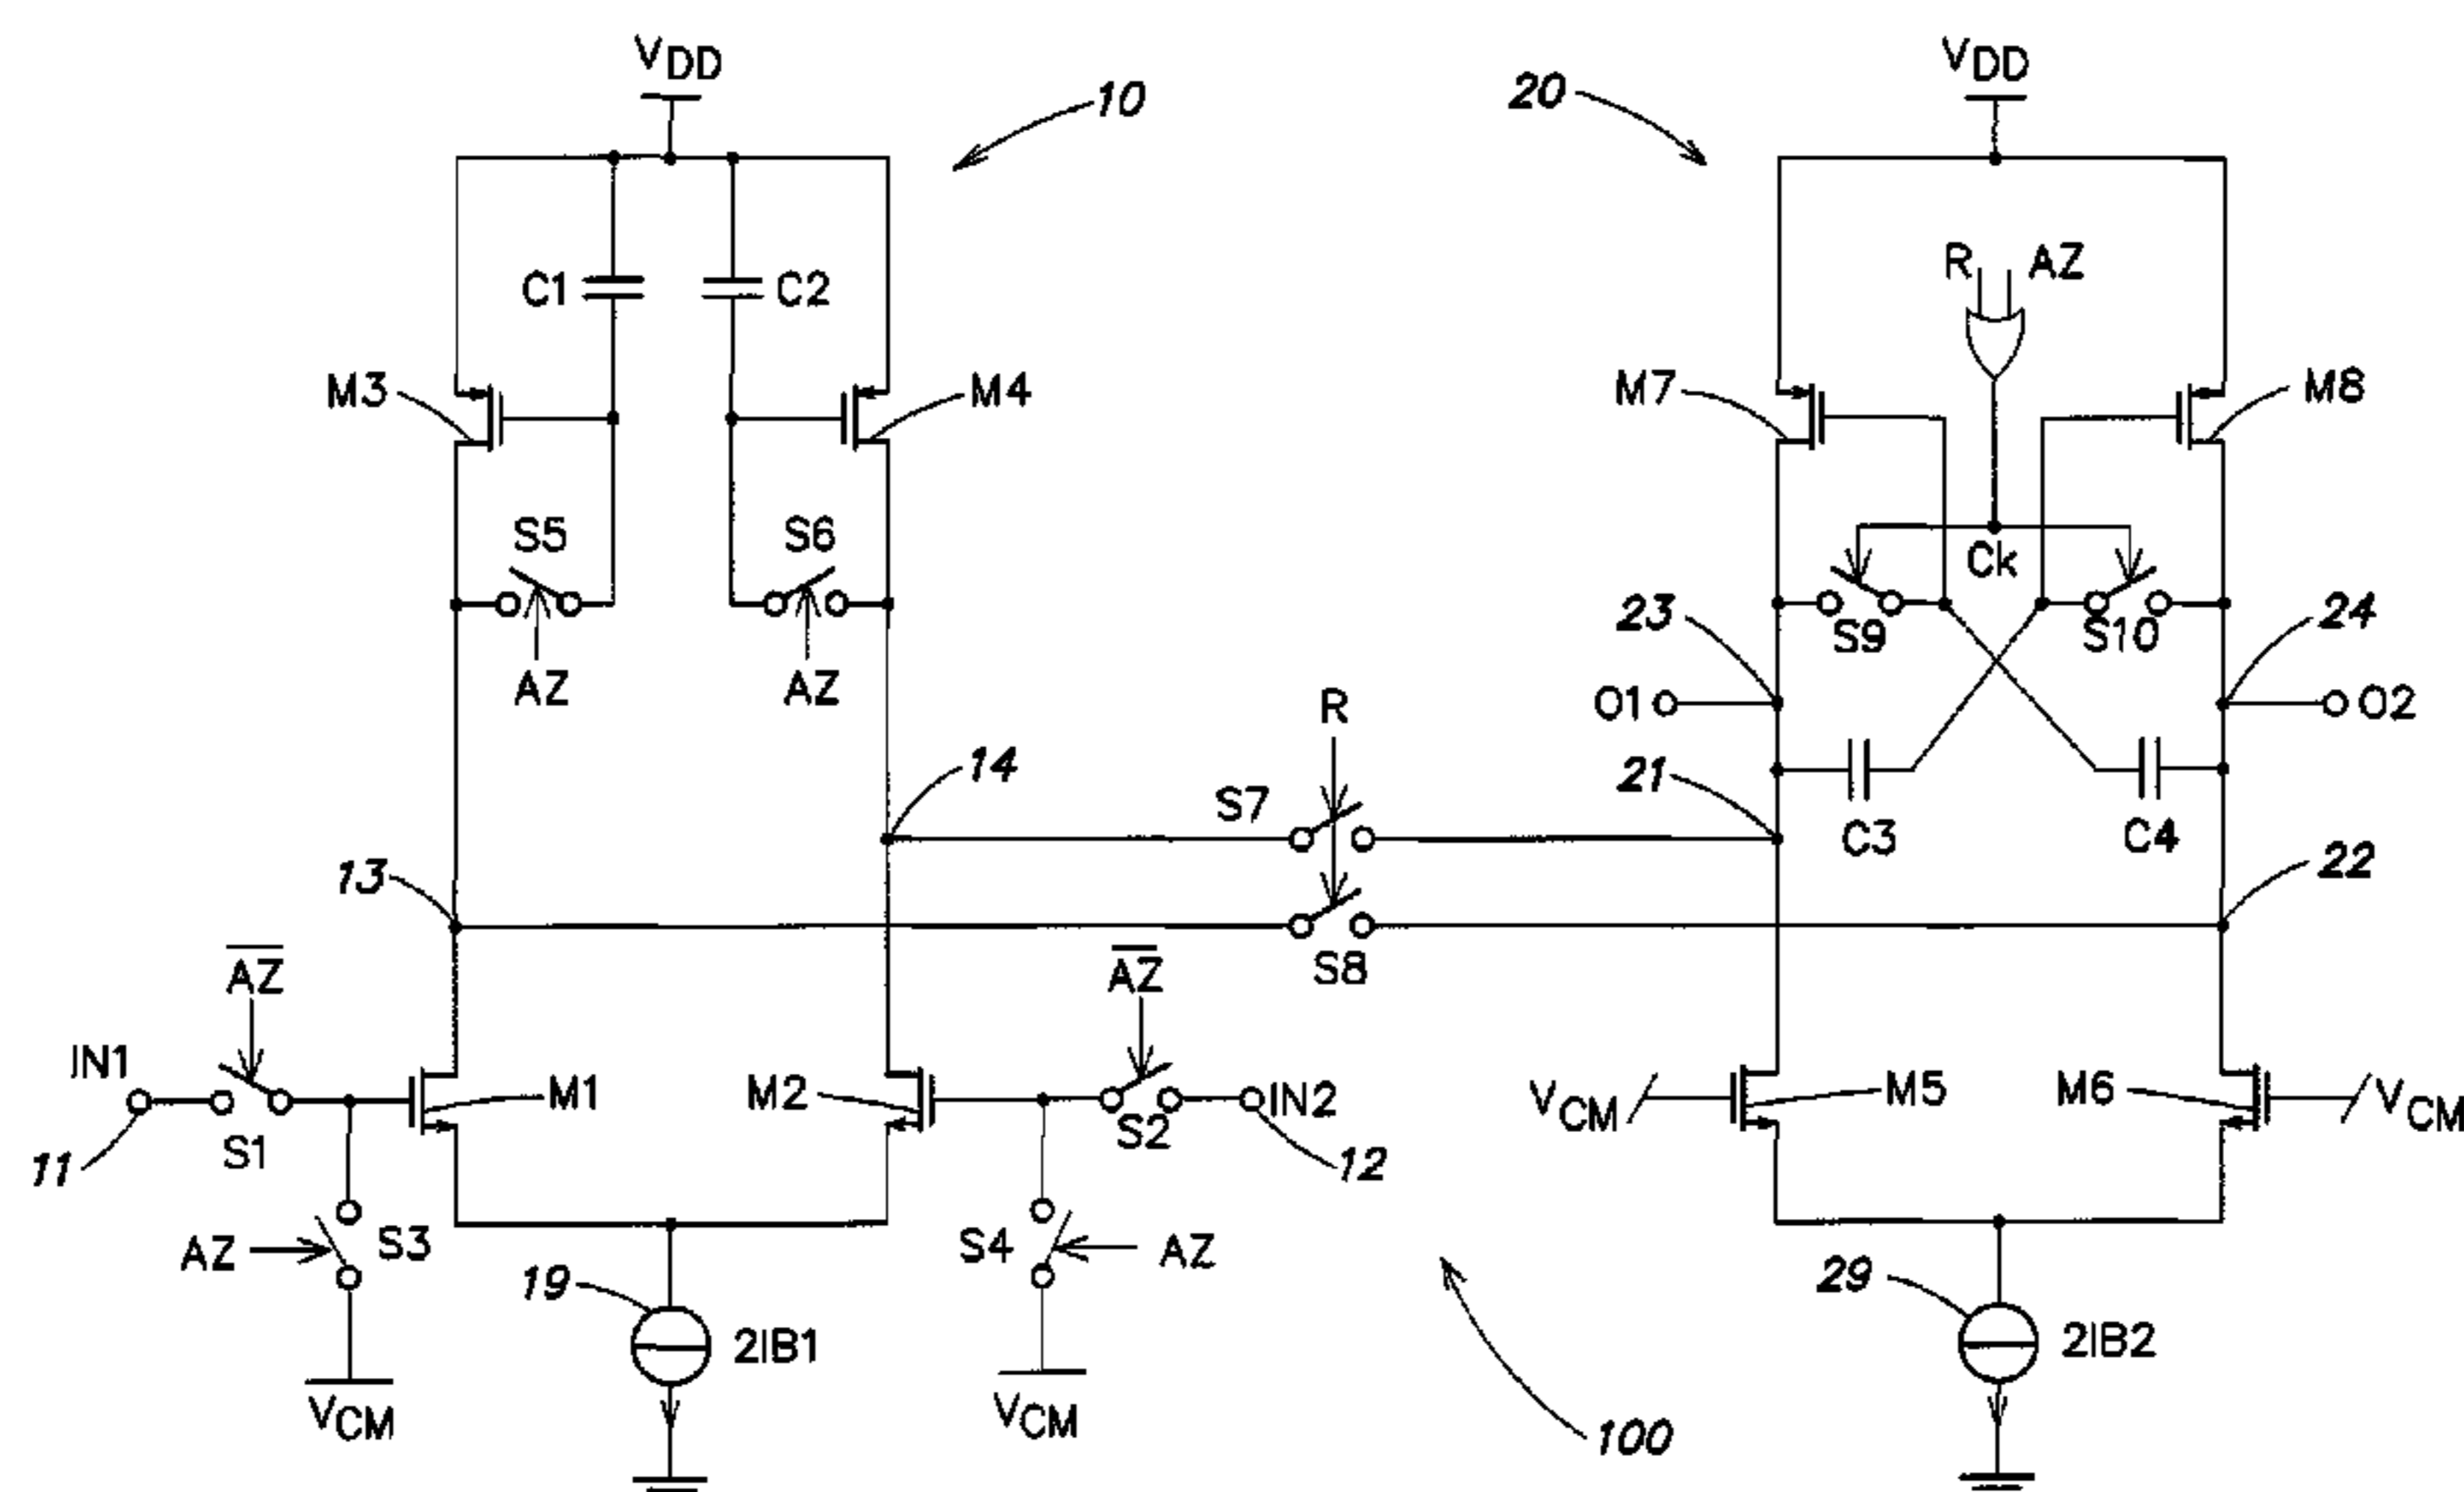 VDD
VDD
10
20
C1
C2
R
AZ
M3
M4
M7
M8
S5
S6
Ck
23
24
S9
S10
AZ
AZ
R
O1
O2
14
S7
21
C3
C4
13
22
AZ
S8
AZ
IN1
M1
M2
IN2
VCM
M5
M6
VCM
S1
S2
11
12
AZ
S3
S4
AZ
19
29
2IB1
2IB2
VCM
VCM
100